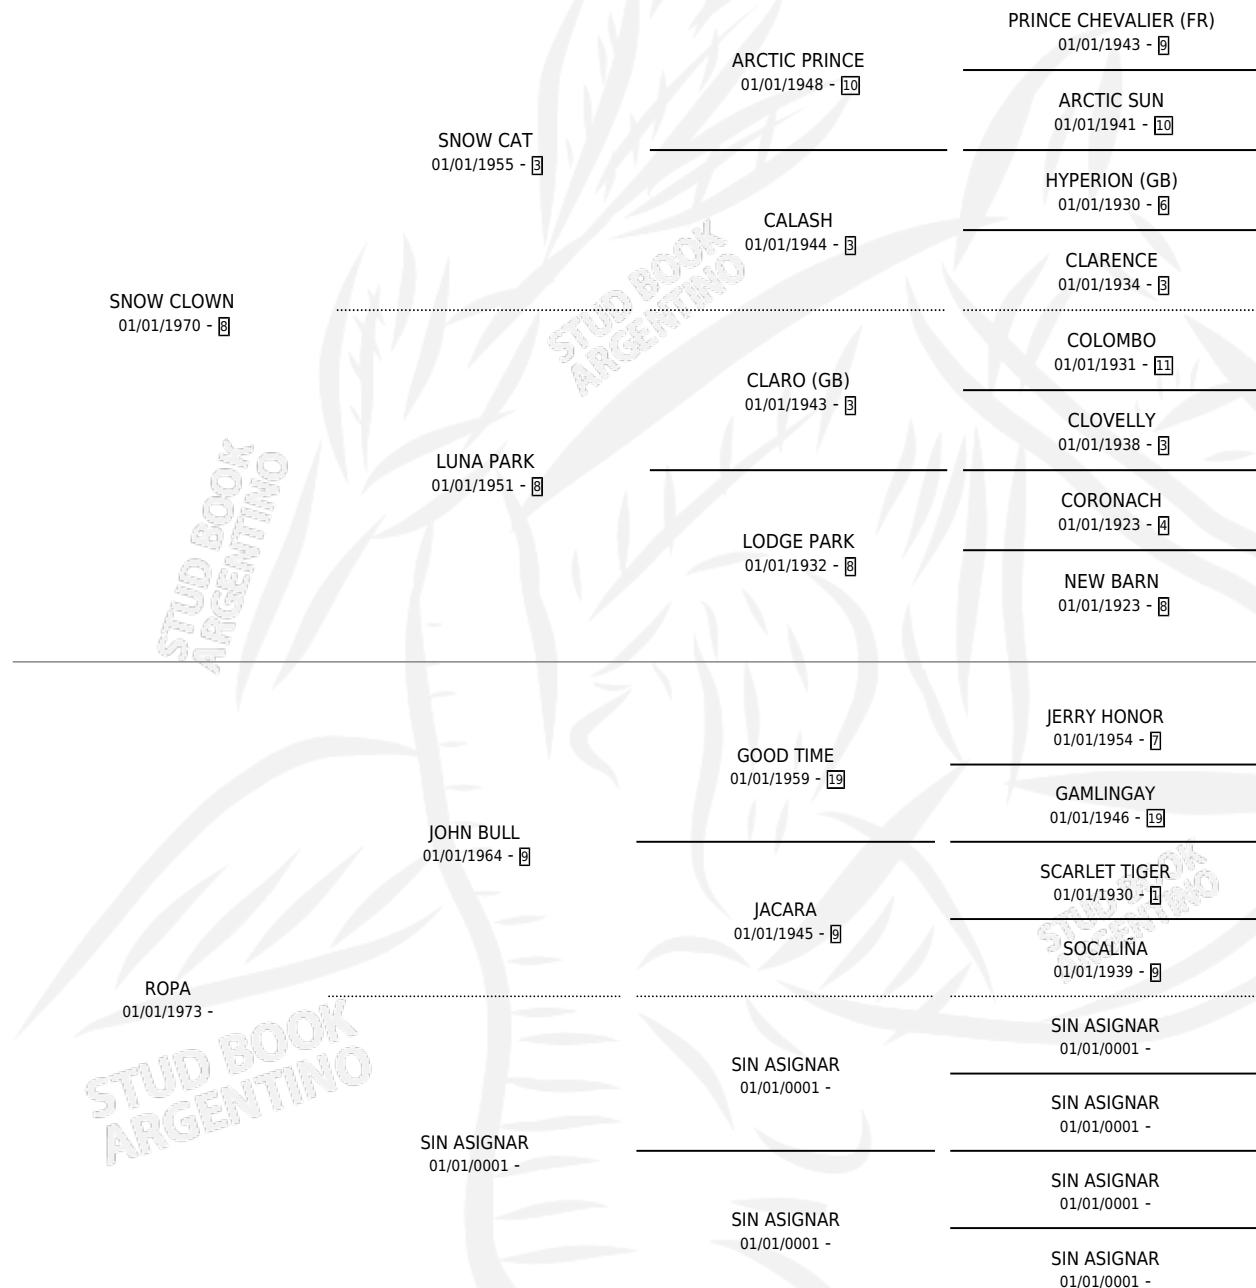 PRINCE CHEVALIER (FR)
01/01/1943 - 9
ARCTIC PRINCE
01/01/1948 - 10
ARCTIC SUN
01/01/1941 - 10
SNOW CAT
01/01/1955 - 3
HYPERION (GB)
01/01/1930 - 6
CALASH
01/01/1944 - 3
CLARENCE
01/01/1934 - 3
SNOW CLOWN
01/01/1970 - 8
COLOMBO
01/01/1931 - 11
CLARO (GB)
01/01/1943 - 3
CLOVELLY
01/01/1938 - 3
LUNA PARK
01/01/1951 - 8
CORONACH
01/01/1923 - 4
LODGE PARK
01/01/1932 - 8
NEW BARN
01/01/1923 - 8
JERRY HONOR
01/01/1954 - 7
GOOD TIME
01/01/1959 - 19
GAMLINGAY
01/01/1946 - 19
JOHN BULL
01/01/1964 - 9
SCARLET TIGER
01/01/1930 - 1
JACARA
01/01/1945 - 9
SOCALIÑA
01/01/1939 - 9
ROPA
01/01/1973 -
SIN ASIGNAR
01/01/0001 -
SIN ASIGNAR
01/01/0001 -
SIN ASIGNAR
01/01/0001 -
SIN ASIGNAR
01/01/0001 -
SIN ASIGNAR
01/01/0001 -
SIN ASIGNAR
01/01/0001 -
SIN ASIGNAR
01/01/0001 -
STUD BOOK
ARGENTINO
STUD BOOK
ARGENTINO
STUD BOOK
ARGENTINO
STUD BOOK
ARGENTINO